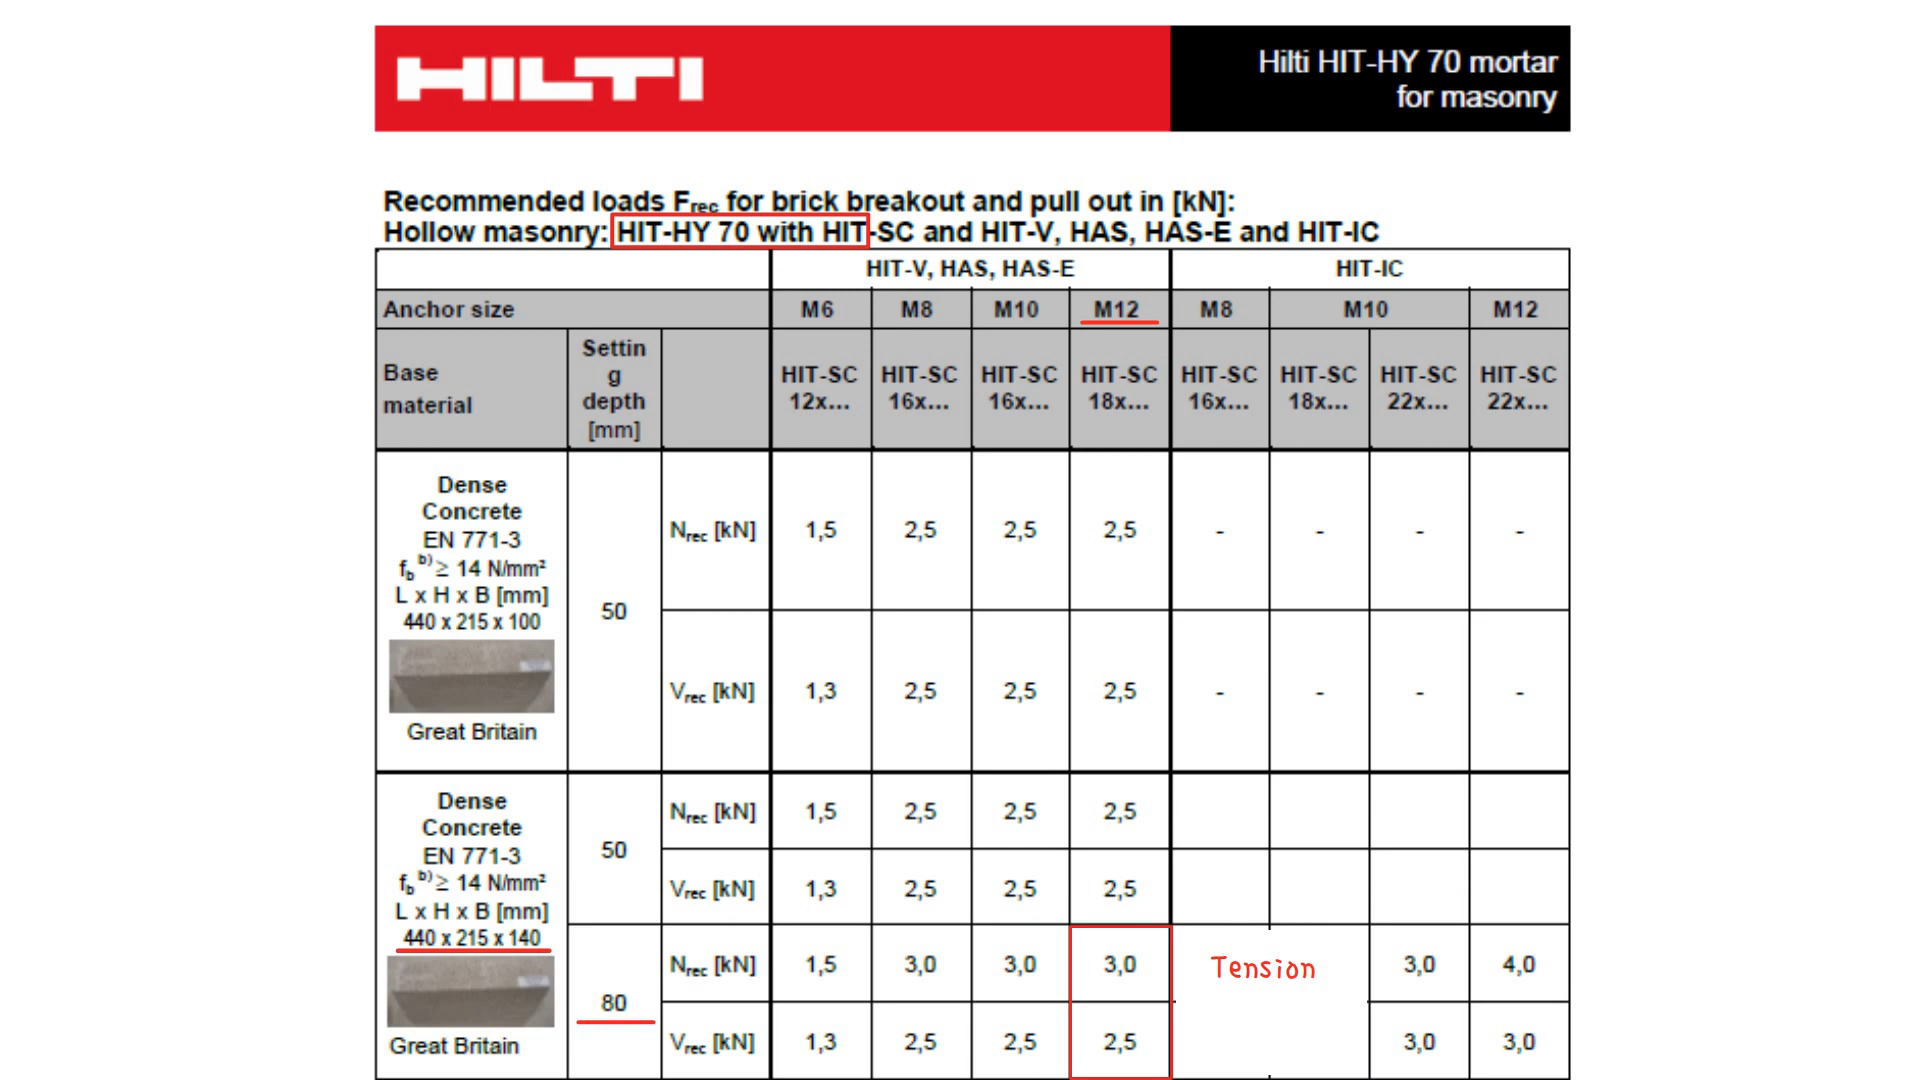 HILTI
Hilti HIT-HY 70 mortar
for masonry
Recommended loads Frec for brick breakout and pull out in [kN]:
Hollow masonry: HIT-HY 70 with HIT-SC and HIT-V, HAS, HAS-E and HIT-IC
HIT-V, HAS, HAS-E HIT-IC
Anchor size M6 M8 M10 M12 M8 M10 M12
Base
material
Settin
g
depth
[mm]
HIT-SC
12x...
HIT-SC
16x...
HIT-SC
16x...
HIT-SC
18x...
HIT-SC
16x...
HIT-SC
18x...
HIT-SC
22x...
HIT-SC
22x...
Dense
Concrete
EN 771-3
fb b) ≥ 14 N/mm²
L x H x B [mm]
440 x 215 x 100
Great Britain
50
Nrec [kN] 1,5 2,5 2,5 2,5 - - - -
Vrec [kN] 1,3 2,5 2,5 2,5 - - - -
Dense
Concrete
EN 771-3
fb b) ≥ 14 N/mm²
L x H x B [mm]
440 x 215 x 140
Great Britain
50
Nrec [kN] 1,5 2,5 2,5 2,5
Vrec [kN] 1,3 2,5 2,5 2,5
80
Nrec [kN] 1,5 3,0 3,0 3,0 Tension 3,0 4,0
Vrec [kN] 1,3 2,5 2,5 2,5 3,0 3,0